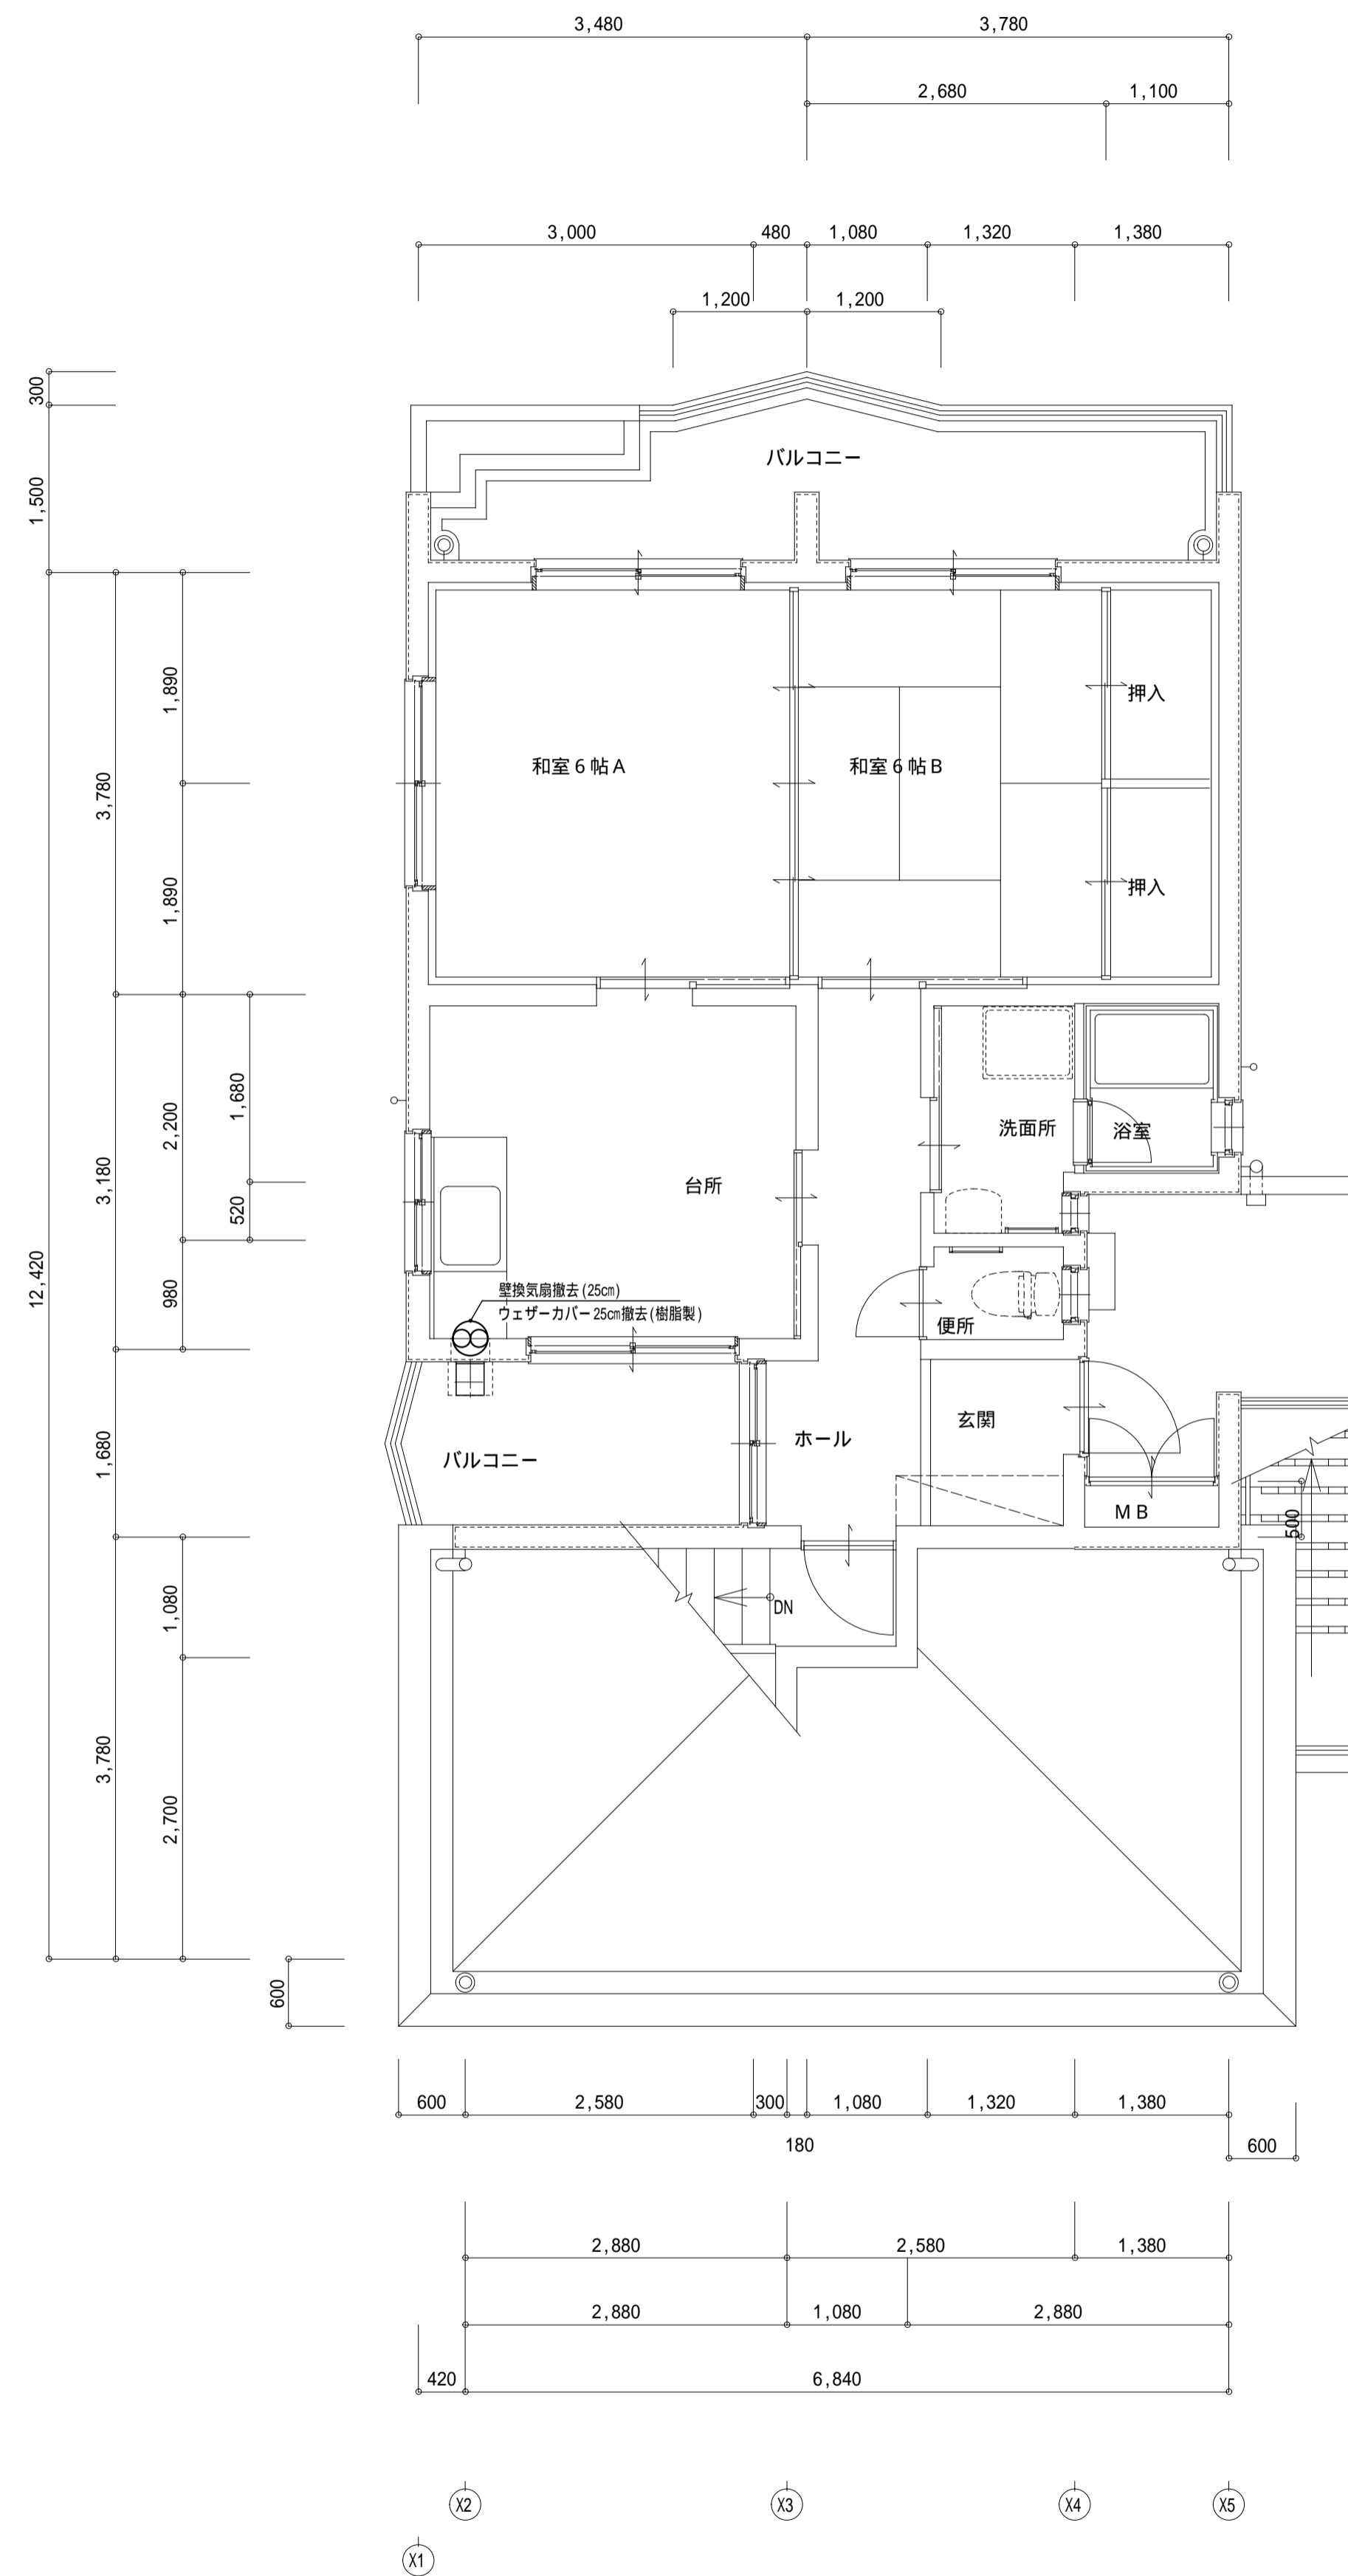 3,480
3,780
2,680
1,100
3,000
480
1,080
1,320
1,380
1,200
1,200
300
1,500
バルコニー
1,890
3,780
和室6帖A
和室6帖B
押入
押入
1,890
1,680
2,200
3,180
520
12,420
980
洗面所
浴室
台所
壁換気扇撤去(25㎝)
ウェザーカバー25㎝撤去(樹脂製)
便所
玄関
ホール
バルコニー
1,680
MB
500
1,080
DN
3,780
2,700
600
600
2,580
300
1,080
1,320
1,380
180
600
2,880
2,580
1,380
2,880
1,080
2,880
420
6,840
X2
X3
X4
X5
X1